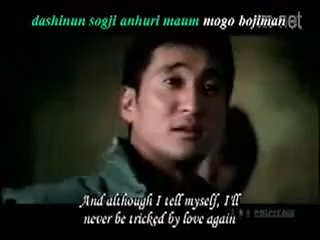 dashinun sogji anhuri maum mogo bojiman
And although I tell myself, I'll
never be tricked by love again